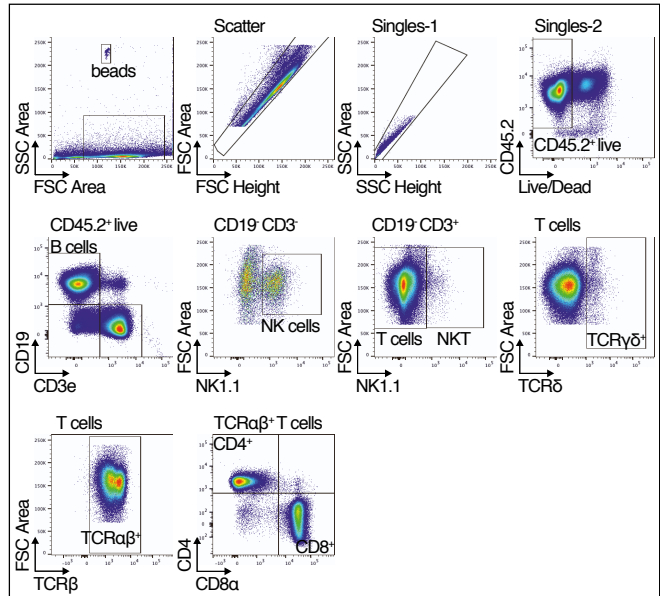 Scatter
Singles-1
Singles-2
beads
CD45.2⁺ live
SSC Area
FSC Area
FSC Area
FSC Height
SSC Area
SSC Height
CD45.2
Live/Dead
CD45.2⁺ live
CD19⁻ CD3⁻
CD19⁻ CD3⁺
T cells
B cells
NK cells
T cells
NKT
TCRγδ⁺
CD19
CD3e
FSC Area
NK1.1
FSC Area
NK1.1
FSC Area
TCRδ
T cells
TCRαβ⁺ T cells
CD4⁺
TCRαβ⁺
CD8⁺
FSC Area
TCRβ
CD4
CD8α